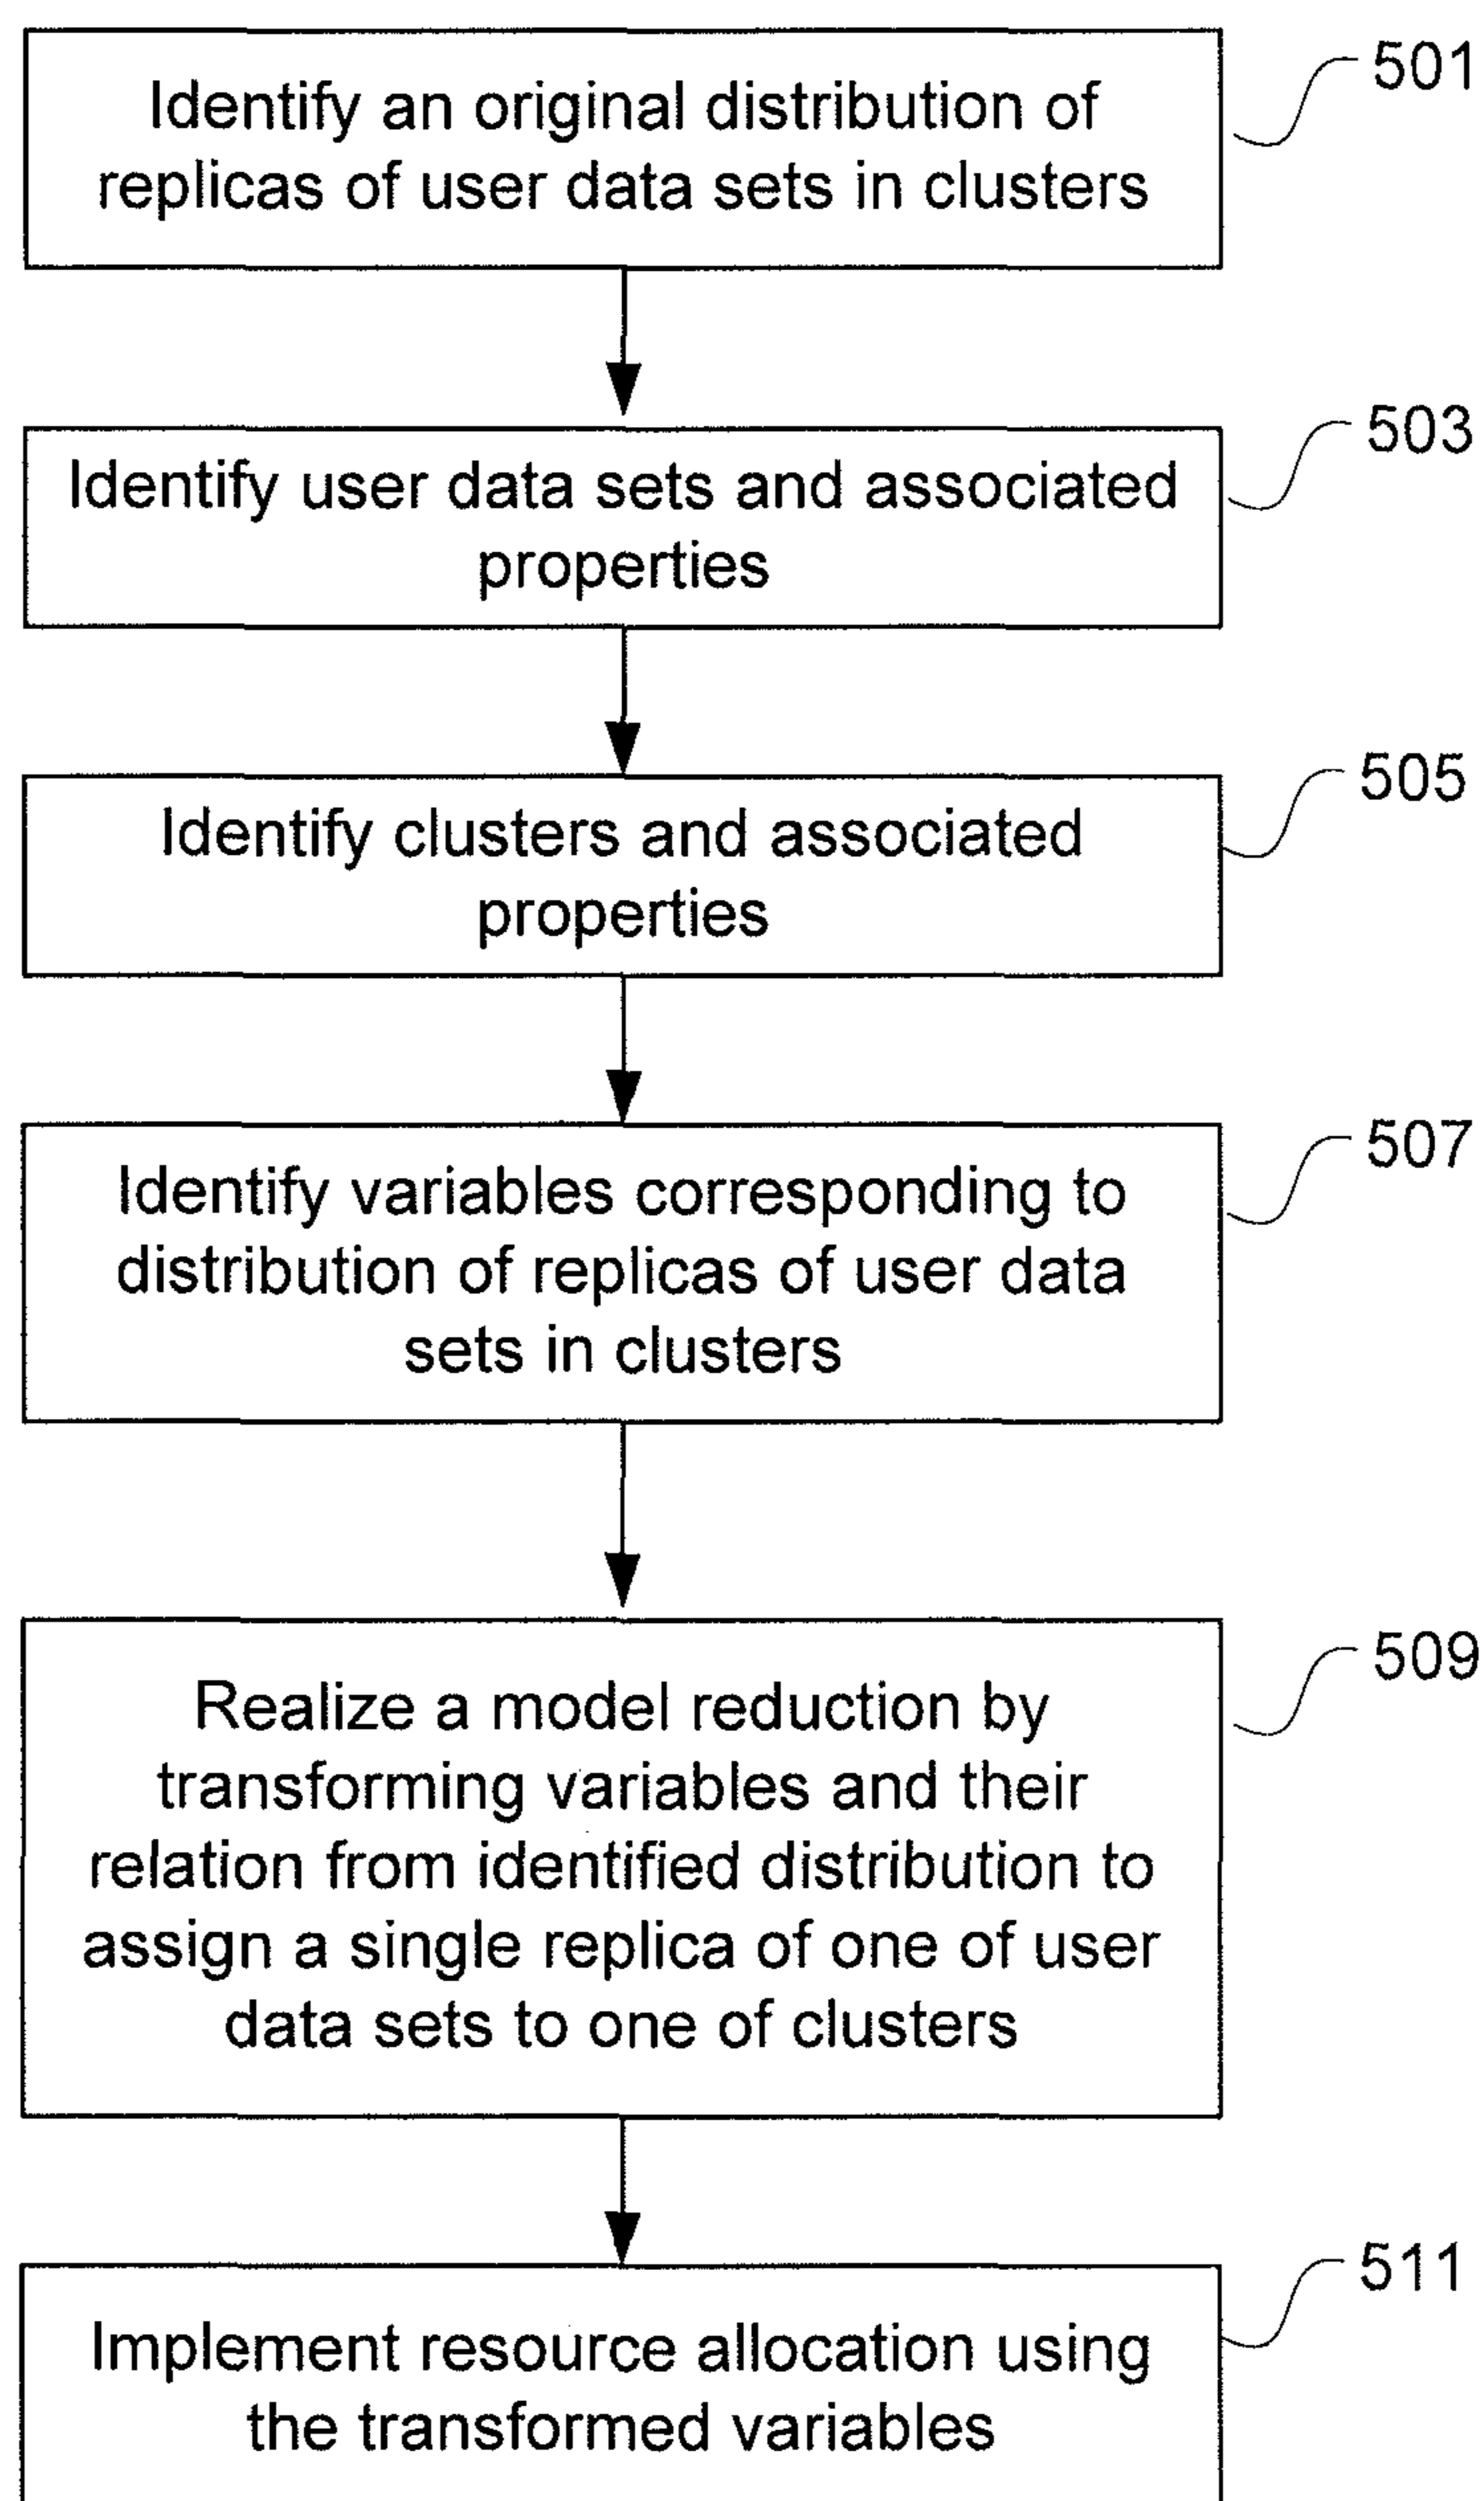 501
Identify an original distribution of
replicas of user data sets in clusters
503
Identify user data sets and associated
properties
505
Identify clusters and associated
properties
507
Identify variables corresponding to
distribution of replicas of user data
sets in clusters
509
Realize a model reduction by
transforming variables and their
relation from identified distribution to
assign a single replica of one of user
data sets to one of clusters
511
Implement resource allocation using
the transformed variables